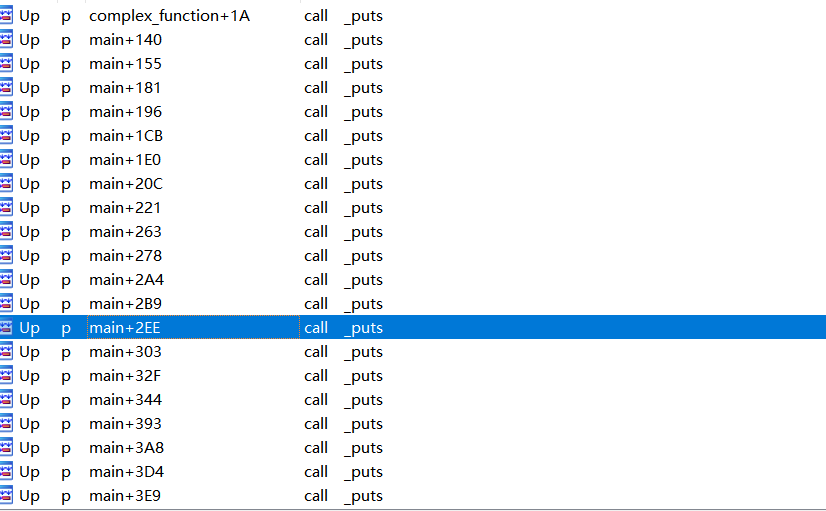 Up p complex_function+1A call _puts
Up p main+140 call _puts
Up p main+155 call _puts
Up p main+181 call _puts
Up p main+196 call _puts
Up p main+1CB call _puts
Up p main+1E0 call _puts
Up p main+20C call _puts
Up p main+221 call _puts
Up p main+263 call _puts
Up p main+278 call _puts
Up p main+2A4 call _puts
Up p main+2B9 call _puts
Up p main+2EE call _puts
Up p main+303 call _puts
Up p main+32F call _puts
Up p main+344 call _puts
Up p main+393 call _puts
Up p main+3A8 call _puts
Up p main+3D4 call _puts
Up p main+3E9 call _puts